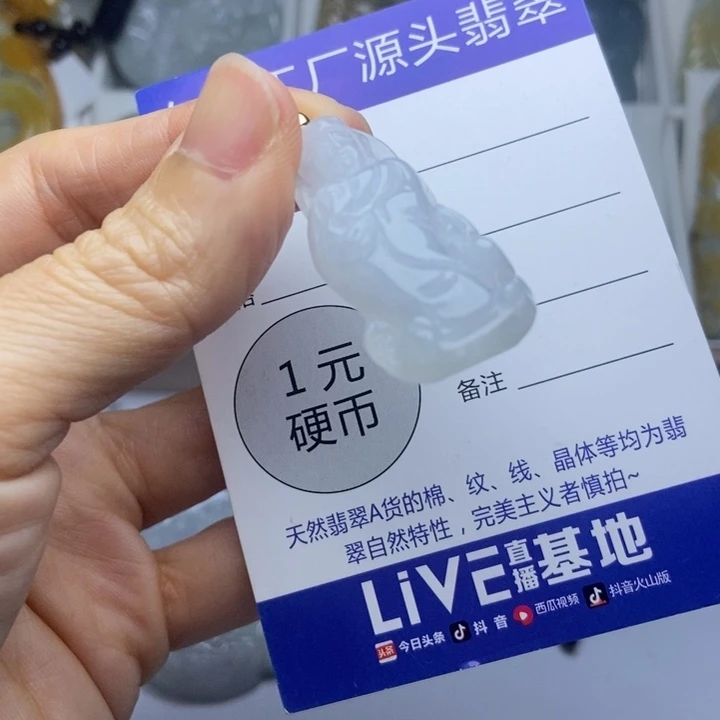 工厂源头翡翠
1元
硬币
备注
天然翡翠A货的棉、纹、线、晶体等均为翡
翠自然特性，完美主义者慎拍~
LiVE直播基地
头条 今日头条 抖音 西瓜视频 抖音火山版